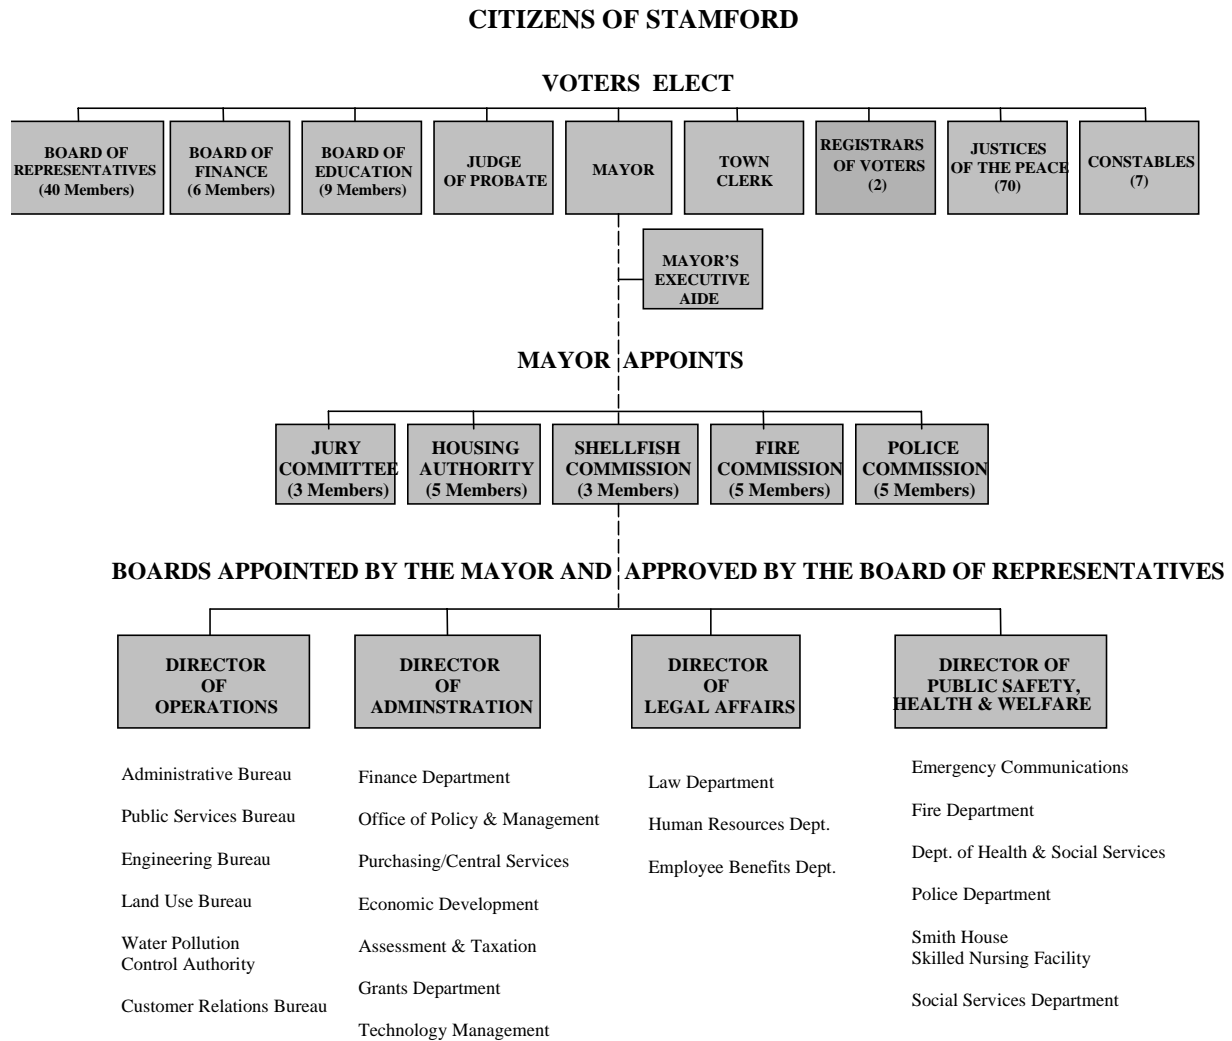 CITIZENS OF STAMFORD
VOTERS ELECT
BOARD OF
REPRESENTATIVES
(40 Members)
BOARD OF
FINANCE
(6 Members)
BOARD OF
EDUCATION
(9 Members)
JUDGE
OF PROBATE
MAYOR
TOWN
CLERK
REGISTRARS
OF VOTERS
(2)
JUSTICES
OF THE PEACE
(70)
CONSTABLES
(7)
MAYOR'S
EXECUTIVE
AIDE
MAYOR APPOINTS
JURY
COMMITTEE
(3 Members)
HOUSING
AUTHORITY
(5 Members)
SHELLFISH
COMMISSION
(3 Members)
FIRE
COMMISSION
(5 Members)
POLICE
COMMISSION
(5 Members)
BOARDS APPOINTED BY THE MAYOR AND APPROVED BY THE BOARD OF REPRESENTATIVES
DIRECTOR
OF
OPERATIONS
Administrative Bureau
Public Services Bureau
Engineering Bureau
Land Use Bureau
Water Pollution
Control Authority
Customer Relations Bureau
DIRECTOR
OF
ADMINSTRATION
Finance Department
Office of Policy & Management
Purchasing/Central Services
Economic Development
Assessment & Taxation
Grants Department
Technology Management
DIRECTOR
OF
LEGAL AFFAIRS
Law Department
Human Resources Dept.
Employee Benefits Dept.
DIRECTOR OF
PUBLIC SAFETY,
HEALTH & WELFARE
Emergency Communications
Fire Department
Dept. of Health & Social Services
Police Department
Smith House
Skilled Nursing Facility
Social Services Department